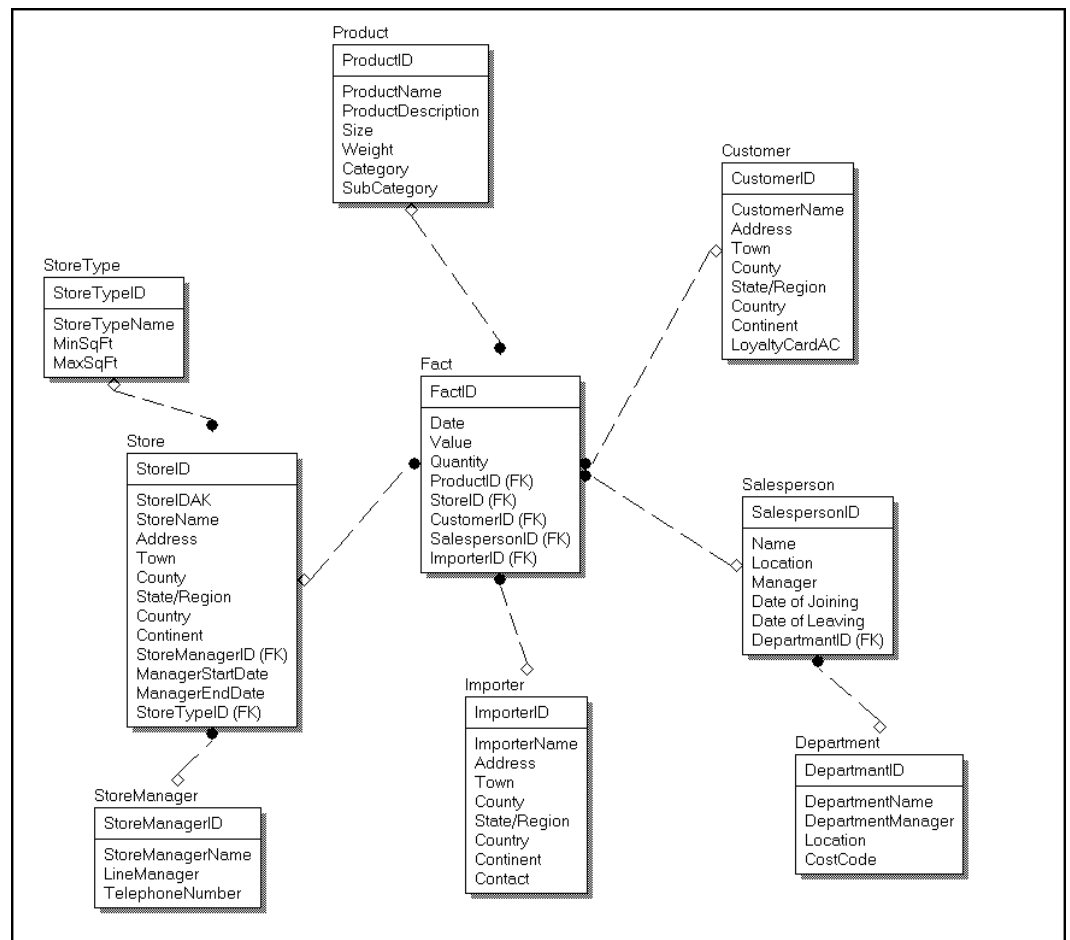 Product
ProductID
ProductName
ProductDescription
Size
Weight
Category
SubCategory
Customer
CustomerID
CustomerName
Address
Town
County
State/Region
Country
Continent
LoyaltyCardAC
StoreType
StoreTypeID
StoreTypeName
MinSqFt
MaxSqFt
Fact
FactID
Date
Value
Quantity
ProductID (FK)
StoreID (FK)
CustomerID (FK)
SalespersonID (FK)
ImporterID (FK)
Store
StoreID
StoreIDAK
StoreName
Address
Town
County
State/Region
Country
Continent
StoreManagerID (FK)
ManagerStartDate
ManagerEndDate
StoreTypeID (FK)
Salesperson
SalespersonID
Name
Location
Manager
Date of Joining
Date of Leaving
DepartmantID (FK)
Importer
ImporterID
ImporterName
Address
Town
County
State/Region
Country
Continent
Contact
Department
DepartmantID
DepartmentName
DepartmentManager
Location
CostCode
StoreManager
StoreManagerID
StoreManagerName
LineManager
TelephoneNumber